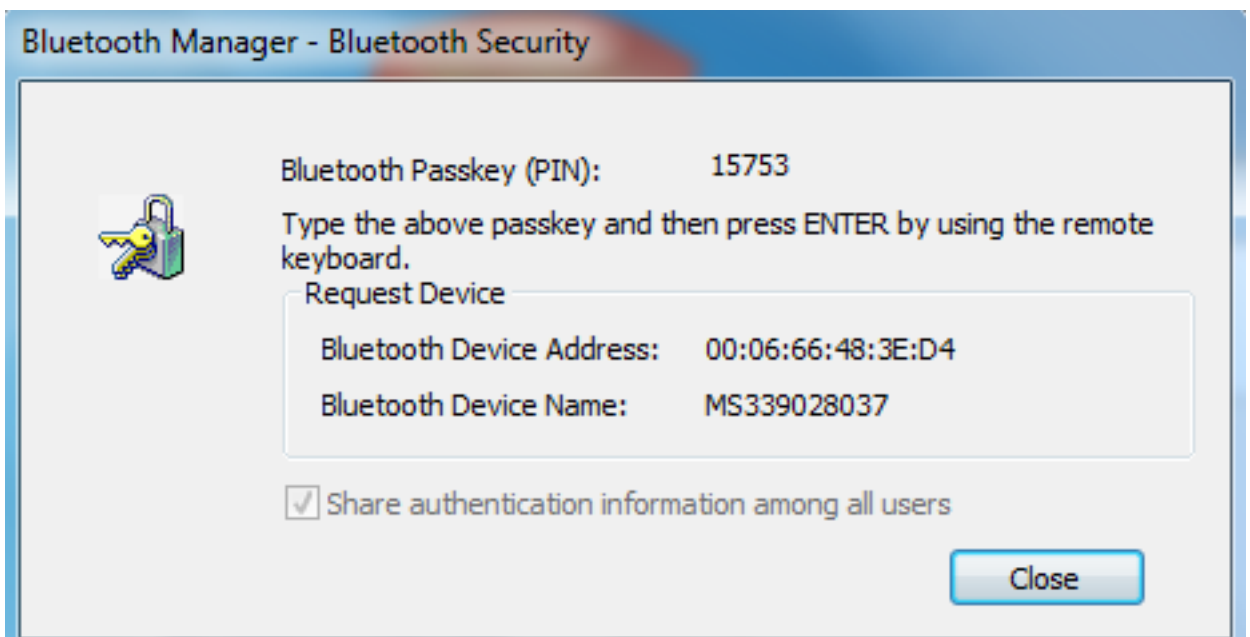 Bluetooth Manager - Bluetooth Security
Bluetooth Passkey (PIN): 15753
Type the above passkey and then press ENTER by using the remote
keyboard.
Request Device
Bluetooth Device Address: 00:06:66:48:3E:D4
Bluetooth Device Name: MS339028037
Share authentication information among all users
Close